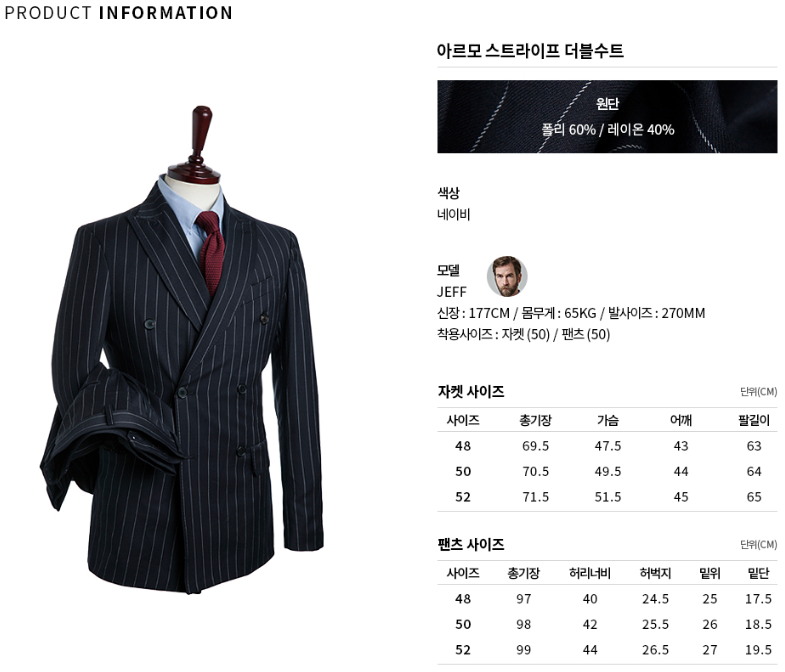 PRODUCT INFORMATION
아르모 스트라이프 더블수트
원단
폴리 60% / 레이온 40%
색상
네이비
모델
JEFF
신장 : 177CM / 몸무게 : 65KG / 발사이즈 : 270MM
착용사이즈 : 자켓 (50) / 팬츠 (50)
자켓 사이즈 단위(CM)
사이즈 총기장 가슴 어깨 팔길이
48 69.5 47.5 43 63
50 70.5 49.5 44 64
52 71.5 51.5 45 65
팬츠 사이즈 단위(CM)
사이즈 총기장 허리너비 허벅지 밑위 밑단
48 97 40 24.5 25 17.5
50 98 42 25.5 26 18.5
52 99 44 26.5 27 19.5